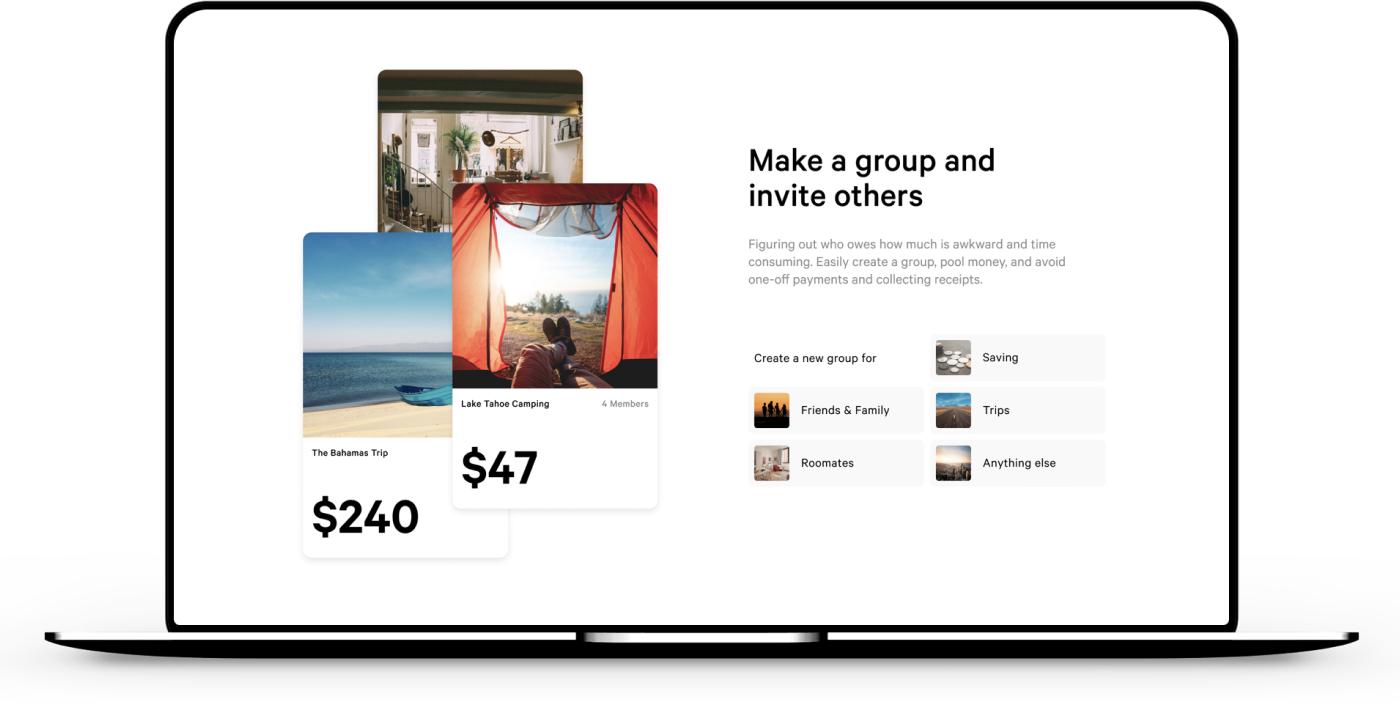 Make a group and
invite others
Figuring out who owes how much is awkward and time
consuming. Easily create a group, pool money, and avoid
one-off payments and collecting receipts.
Create a new group for
Saving
Friends & Family
Trips
Roomates
Anything else
Lake Tahoe Camping 4 Members
$47
The Bahamas Trip
$240